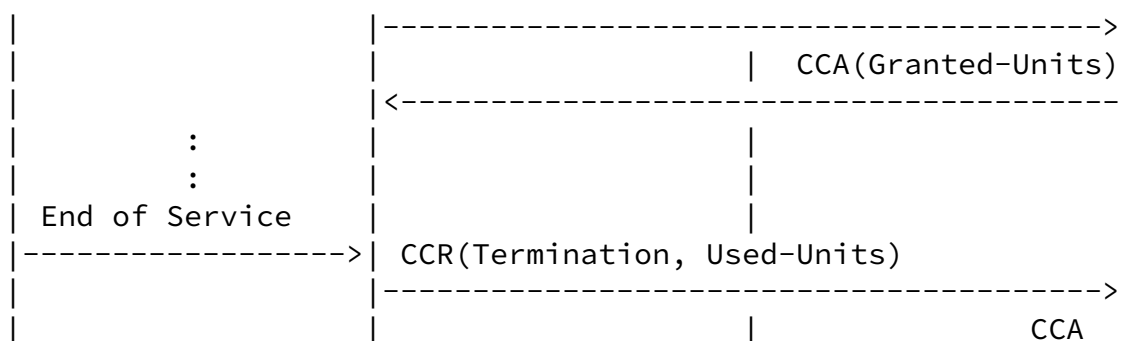 |                   |--------------------------------------->
|                   |                    |  CCA(Granted-Units)
|                   |<---------------------------------------
|         :         |                    |
|         :         |                    |
| End of Service    |                    |
|------------------>| CCR(Termination, Used-Units)
|                   |--------------------------------------->
|                   |                    |               CCA